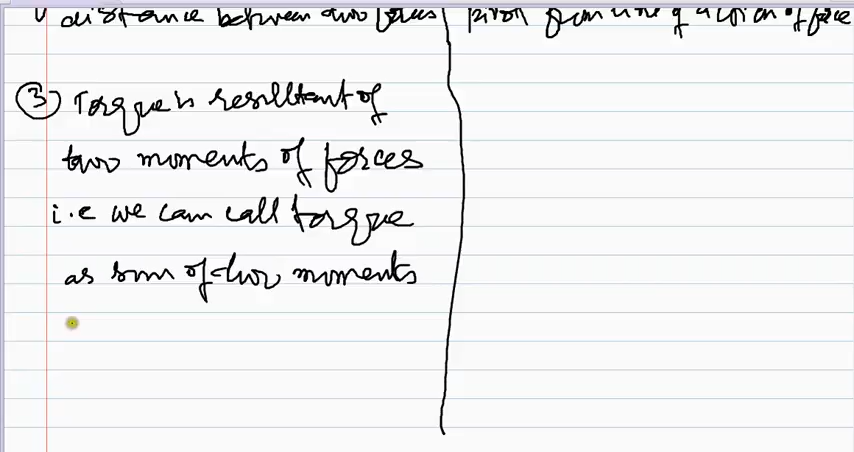 distance between two forces
pivot from line of action of force
③ Torque is resultant of
two moments of forces
i.e we can call torque
as sum of two moments